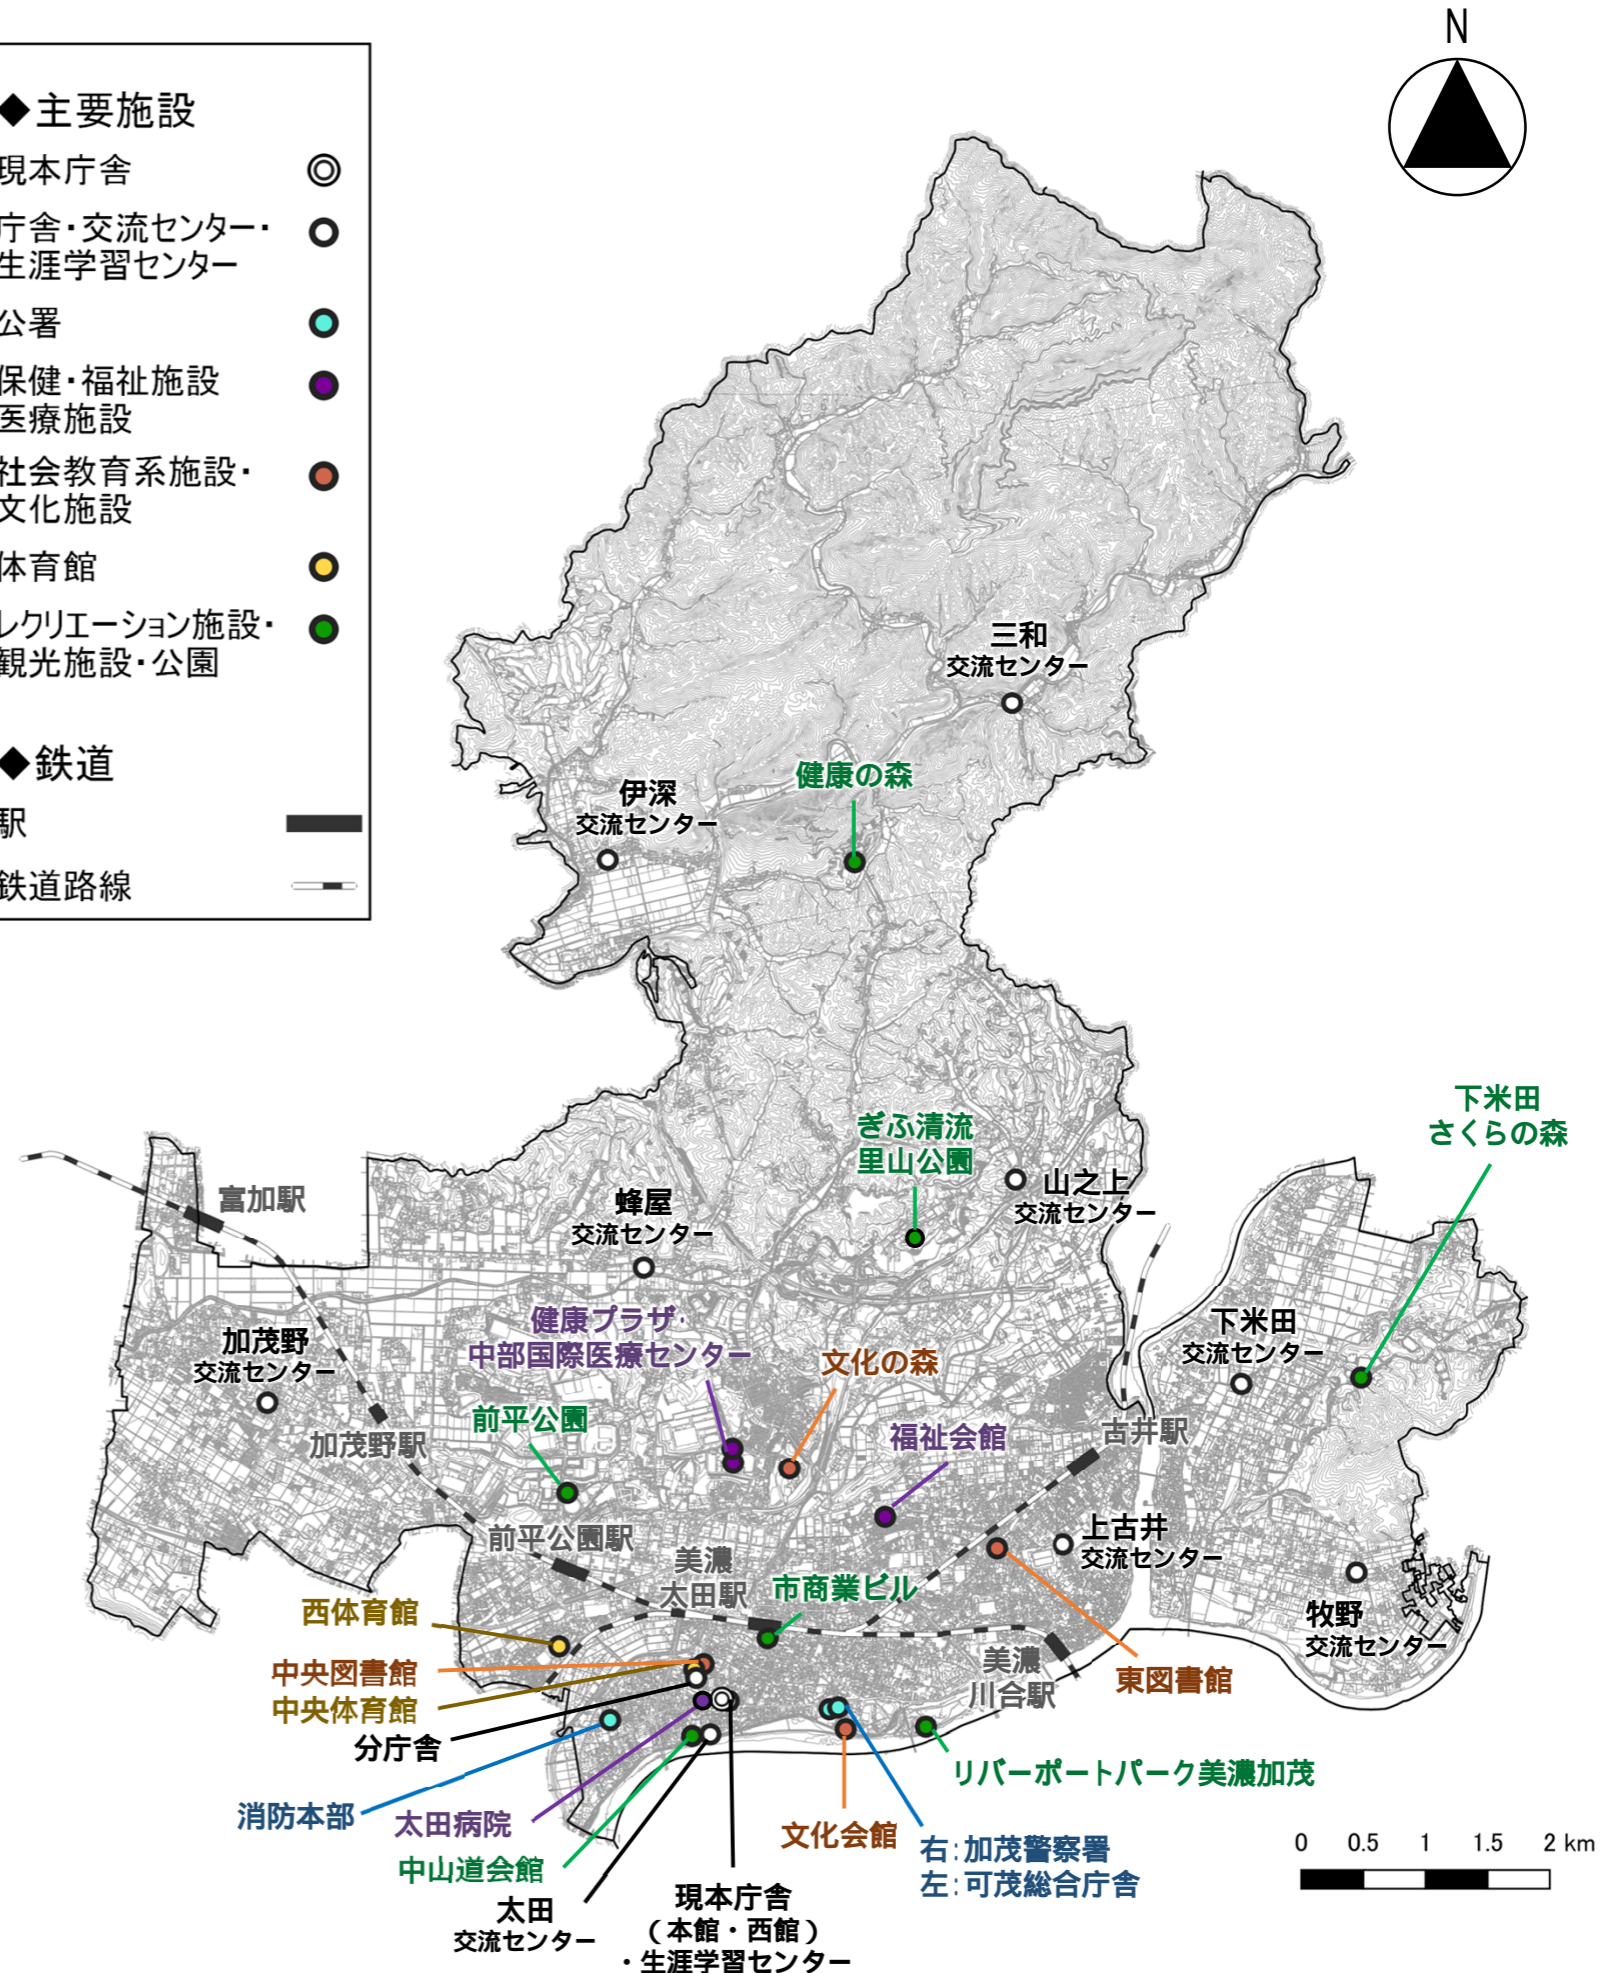 N
◆主要施設
現本庁舎
庁舎・交流センター・
生涯学習センター
公署
保健・福祉施設
医療施設
社会教育系施設・
文化施設
体育館
レクリエーション施設・
観光施設・公園
◆鉄道
駅
鉄道路線
三和
交流センター
健康の森
伊深
交流センター
下米田
さくらの森
ぎふ清流
里山公園
山之上
交流センター
富加駅
蜂屋
交流センター
健康プラザ・
中部国際医療センター
下米田
交流センター
加茂野
交流センター
文化の森
前平公園
加茂野駅
福祉会館
古井駅
前平公園駅
美濃
太田駅
上古井
交流センター
市商業ビル
西体育館
牧野
交流センター
中央図書館
中央体育館
美濃
川合駅
東図書館
分庁舎
リバーポートパーク美濃加茂
消防本部
太田病院
文化会館
右：加茂警察署
左：可茂総合庁舎
中山道会館
太田
交流センター
現本庁舎
（本館・西館）
・生涯学習センター
0 0.5 1 1.5 2 km